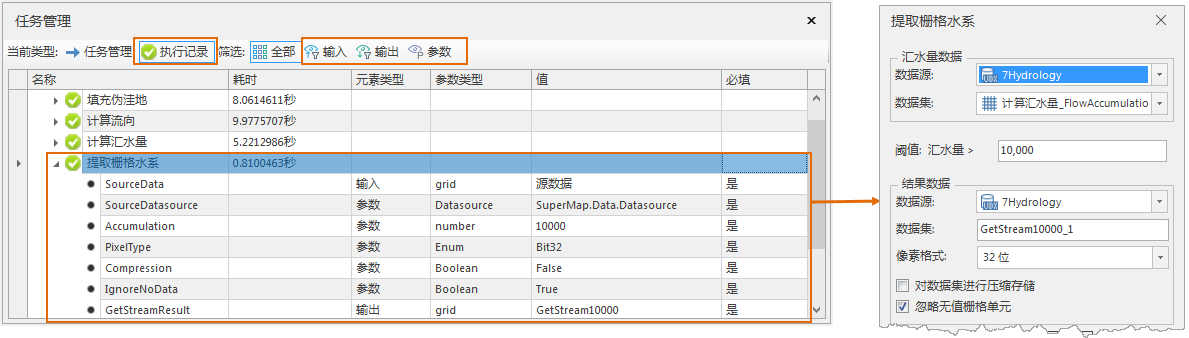 任务管理
当前类型: 任务管理 执行记录 筛选: 全部 输入 输出 参数
名称 耗时 元素类型 参数类型 值 必填
填充伪洼地 8.0614611秒
计算流向 9.9775707秒
计算汇水量 5.2212986秒
提取栅格水系 0.8100463秒
SourceData 输入 grid 源数据 是
SourceDatasource 参数 Datasource SuperMap.Data.Datasource 是
Accumulation 参数 number 10000 是
PixelType 参数 Enum Bit32 是
Compression 参数 Boolean False 是
IgnoreNoData 参数 Boolean True 是
GetStreamResult 输出 grid GetStream10000 是
提取栅格水系
汇水量数据
数据源: 7Hydrology
数据集: 计算汇水量_FlowAccumulatio
阈值: 汇水量 > 10,000
结果数据
数据源: 7Hydrology
数据集: GetStream10000_1
像素格式: 32 位
对数据集进行压缩存储
忽略无值栅格单元